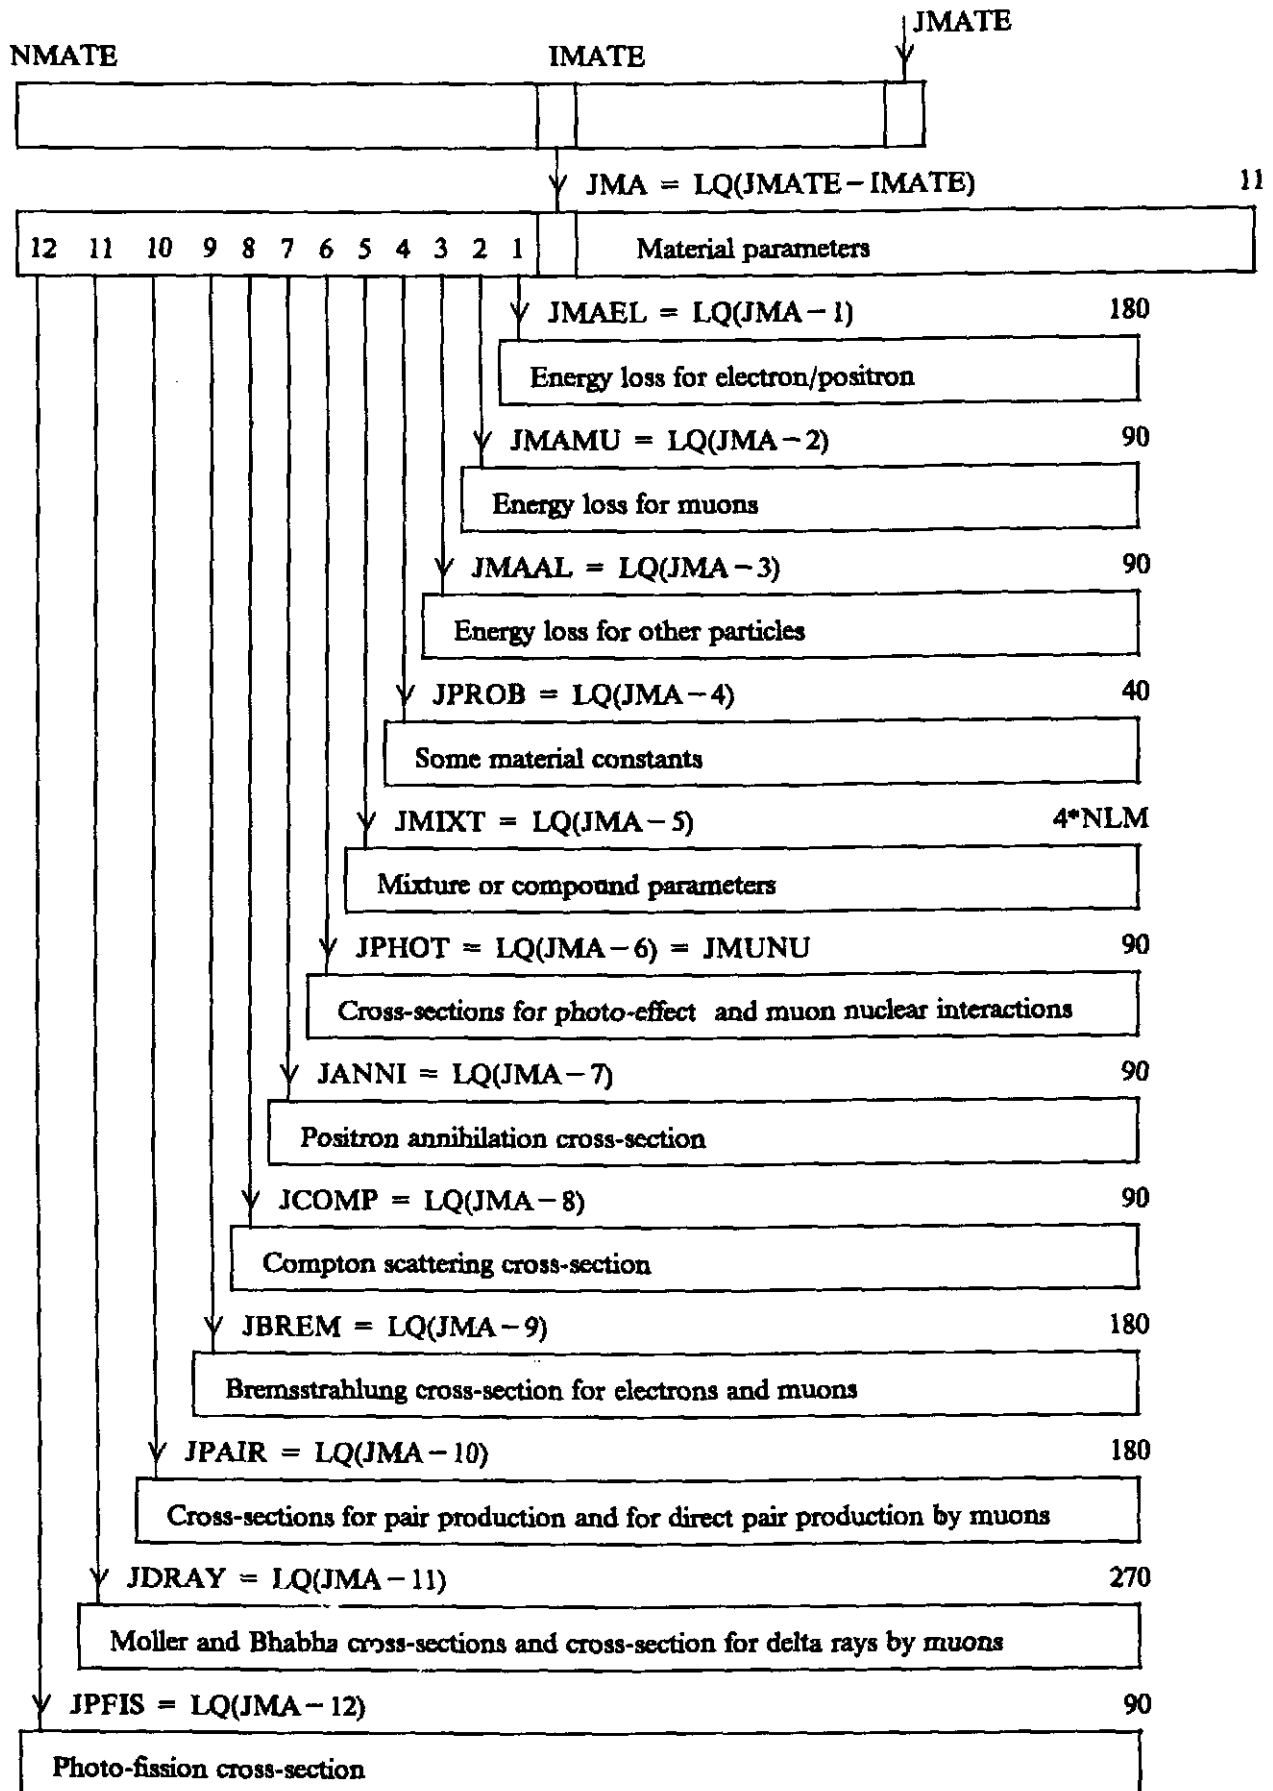 JMATE
NMATE IMATE
JMA = LQ(JMATE-IMATE) 11
12 11 10 9 8 7 6 5 4 3 2 1 Material parameters
JMAEL = LQ(JMA-1) 180
Energy loss for electron/positron
JMAMU = LQ(JMA-2) 90
Energy loss for muons
JMAAL = LQ(JMA-3) 90
Energy loss for other particles
JPROB = LQ(JMA-4) 40
Some material constants
JMIXT = LQ(JMA-5) 4*NLM
Mixture or compound parameters
JPHOT = LQ(JMA-6) = JMUNU 90
Cross-sections for photo-effect and muon nuclear interactions
JANNI = LQ(JMA-7) 90
Positron annihilation cross-section
JCOMP = LQ(JMA-8) 90
Compton scattering cross-section
JBREM = LQ(JMA-9) 180
Bremsstrahlung cross-section for electrons and muons
JPAIR = LQ(JMA-10) 180
Cross-sections for pair production and for direct pair production by muons
JDRAY = LQ(JMA-11) 270
Moller and Bhabha cross-sections and cross-section for delta rays by muons
JPFIS = LQ(JMA-12) 90
Photo-fission cross-section